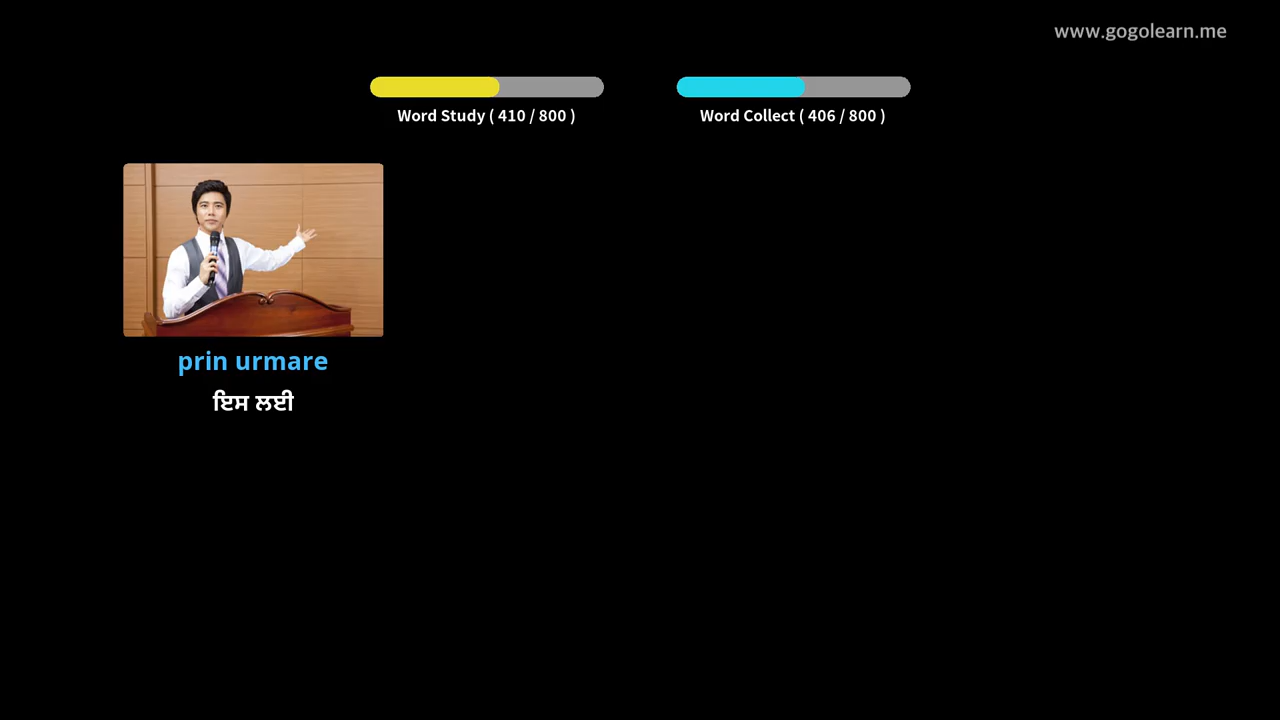 www.gogolearn.me
Word Study ( 410 / 800 )
Word Collect ( 406 / 800 )
prin urmare
ਇਸ ਲਈ